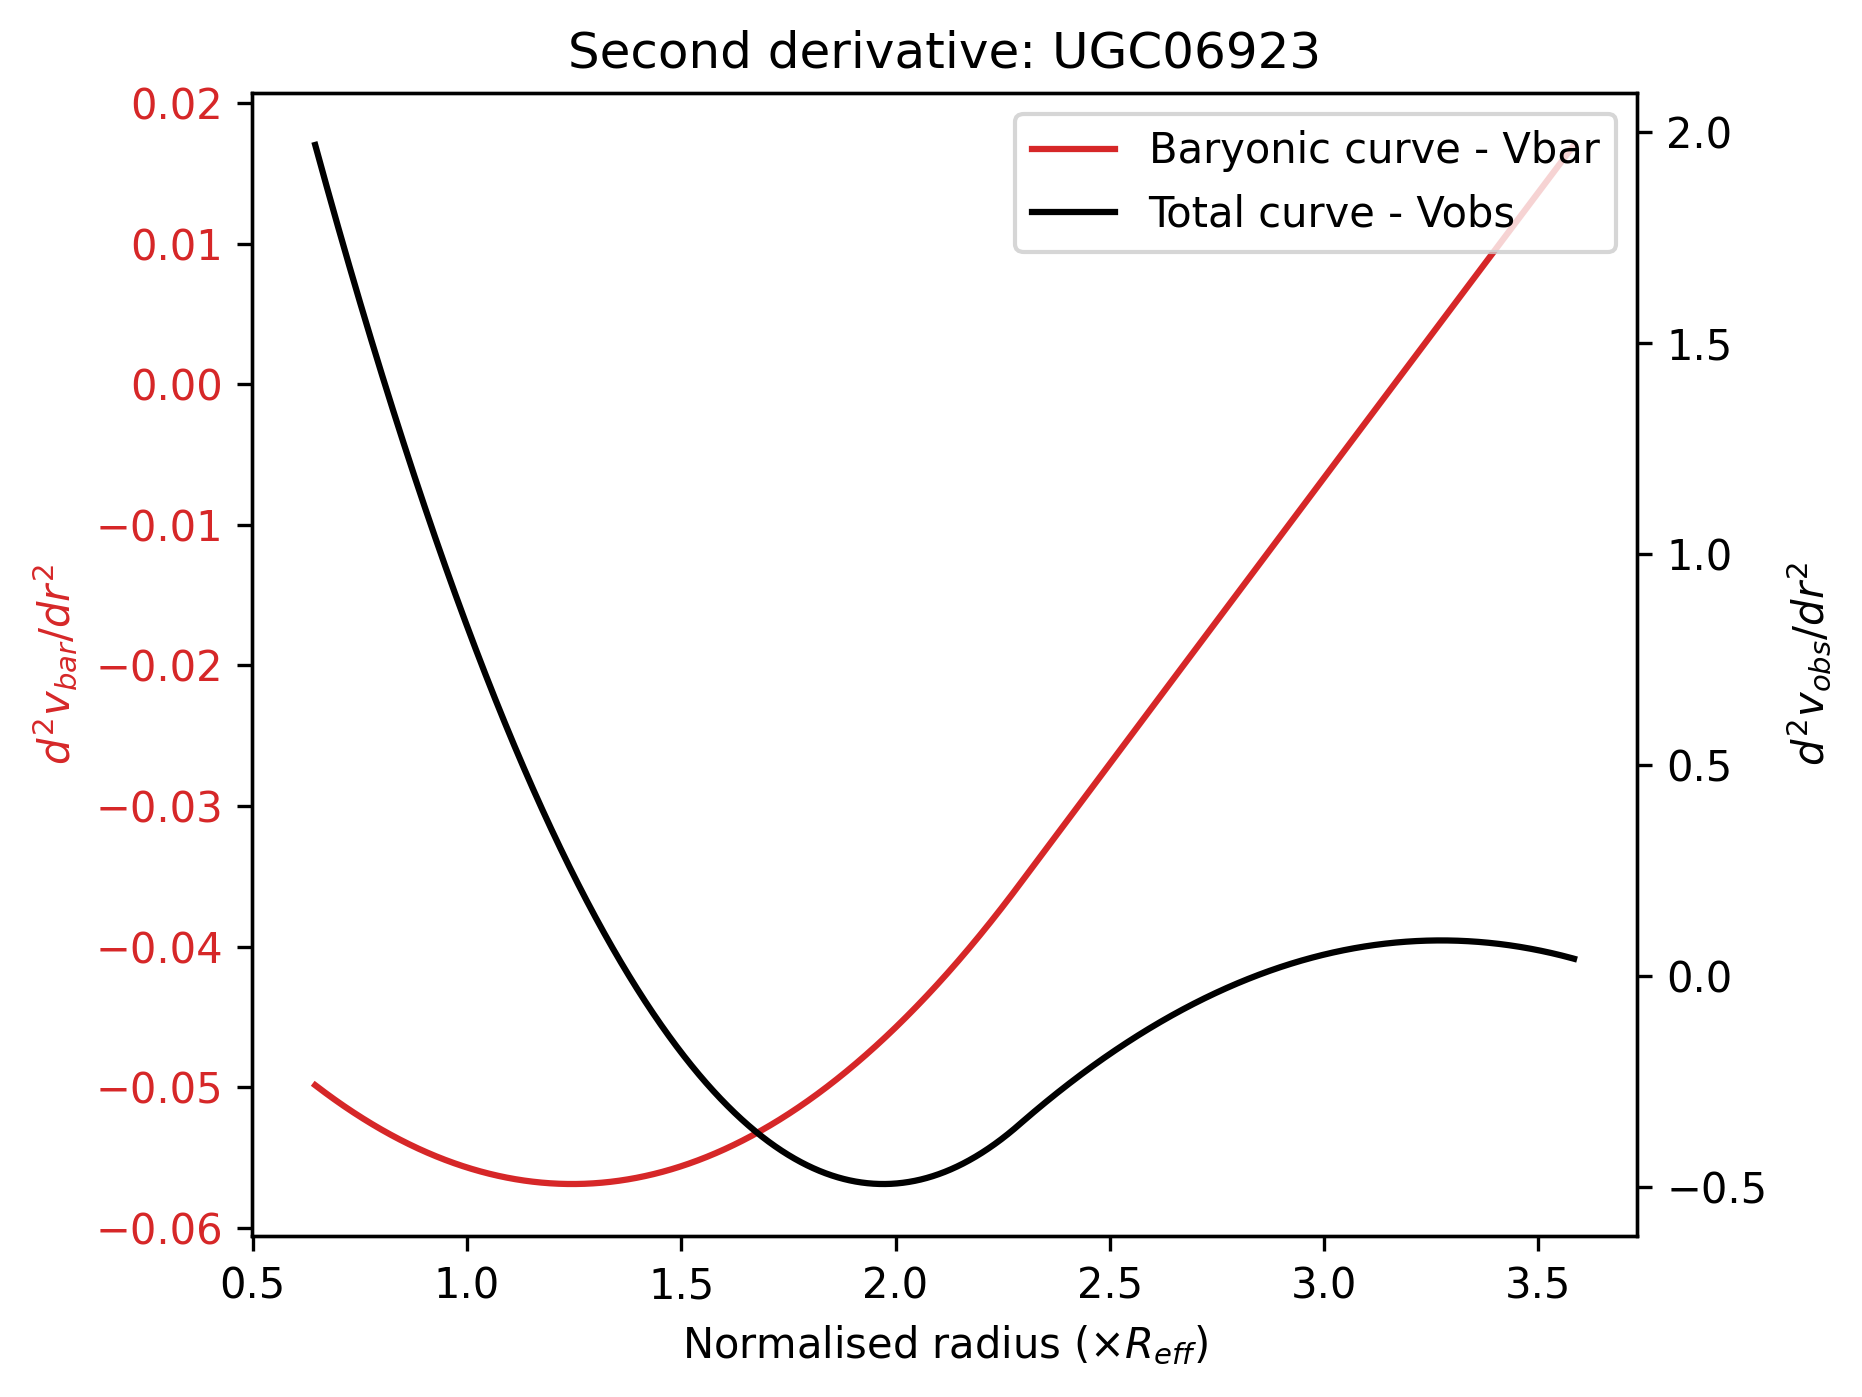 Second derivative: UGC06923
0.02
0.01
0.00
−0.01
−0.02
−0.03
−0.04
−0.05
−0.06
d²v_bar/dr²
Baryonic curve - Vbar
Total curve - Vobs
2.0
1.5
1.0
0.5
0.0
−0.5
d²v_obs/dr²
0.5 1.0 1.5 2.0 2.5 3.0 3.5
Normalised radius (×R_eff)